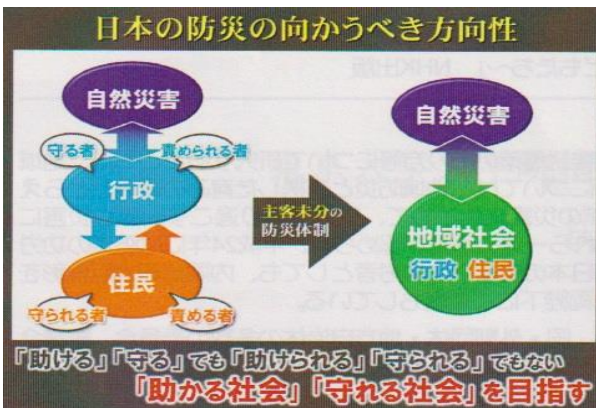 日本の防災の向かうべき方向性
自然災害
守る者
責められる者
行政
住民
守られる者
責める者
主客未分の
防災体制
自然災害
地域社会
行政 住民
「助ける」「守る」でも「助けられる」「守られる」でもない
「助かる社会」「守れる社会」を目指す